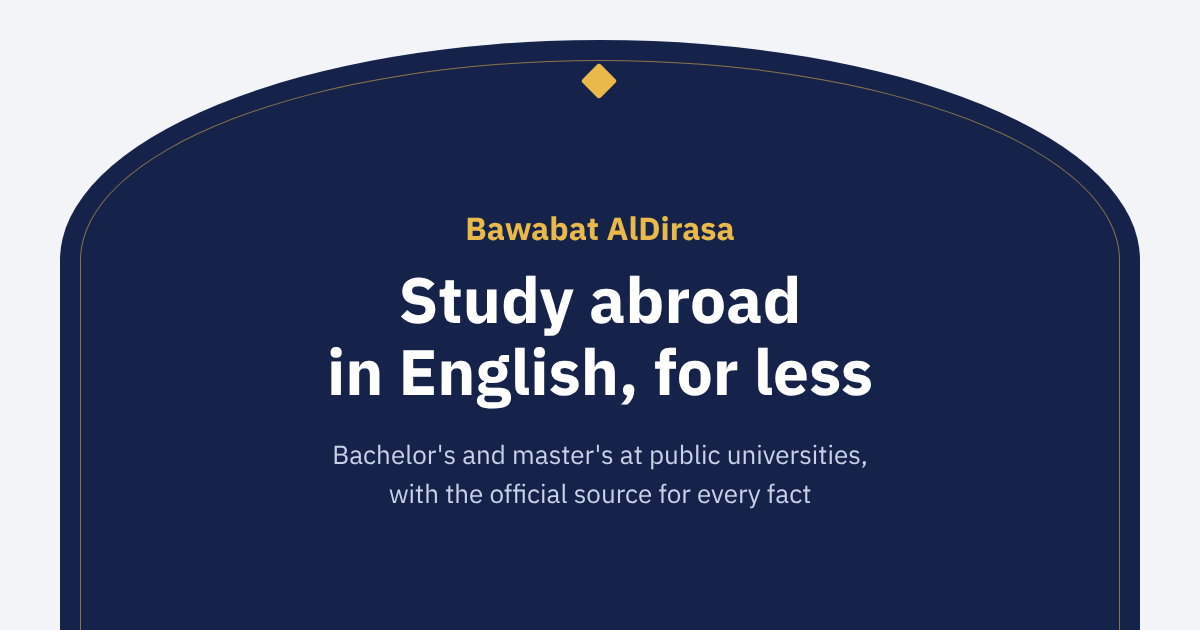 Bawabat AlDirasa
Study abroad
in English, for less
Bachelor's and master's at public universities,
with the official source for every fact